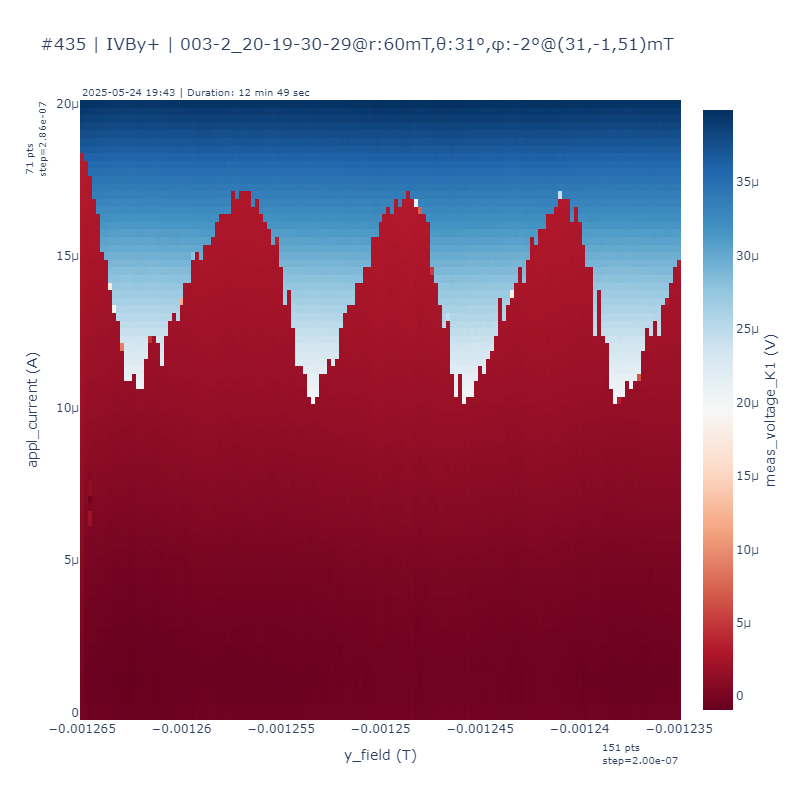 #435 | IVBy+ | 003-2_20-19-30-29@r:60mT,θ:31°,φ:-2°@(31,-1,51)mT
2025-05-24 19:43 | Duration: 12 min 49 sec
71 pts
step=2.86e-07
20μ
15μ
10μ
5μ
0
appl_current (A)
−0.001265
−0.00126
−0.001255
−0.00125
−0.001245
−0.00124
−0.001235
y_field (T)
151 pts
step=2.00e-07
35μ
30μ
25μ
20μ
15μ
10μ
5μ
0
meas_voltage_K1 (V)